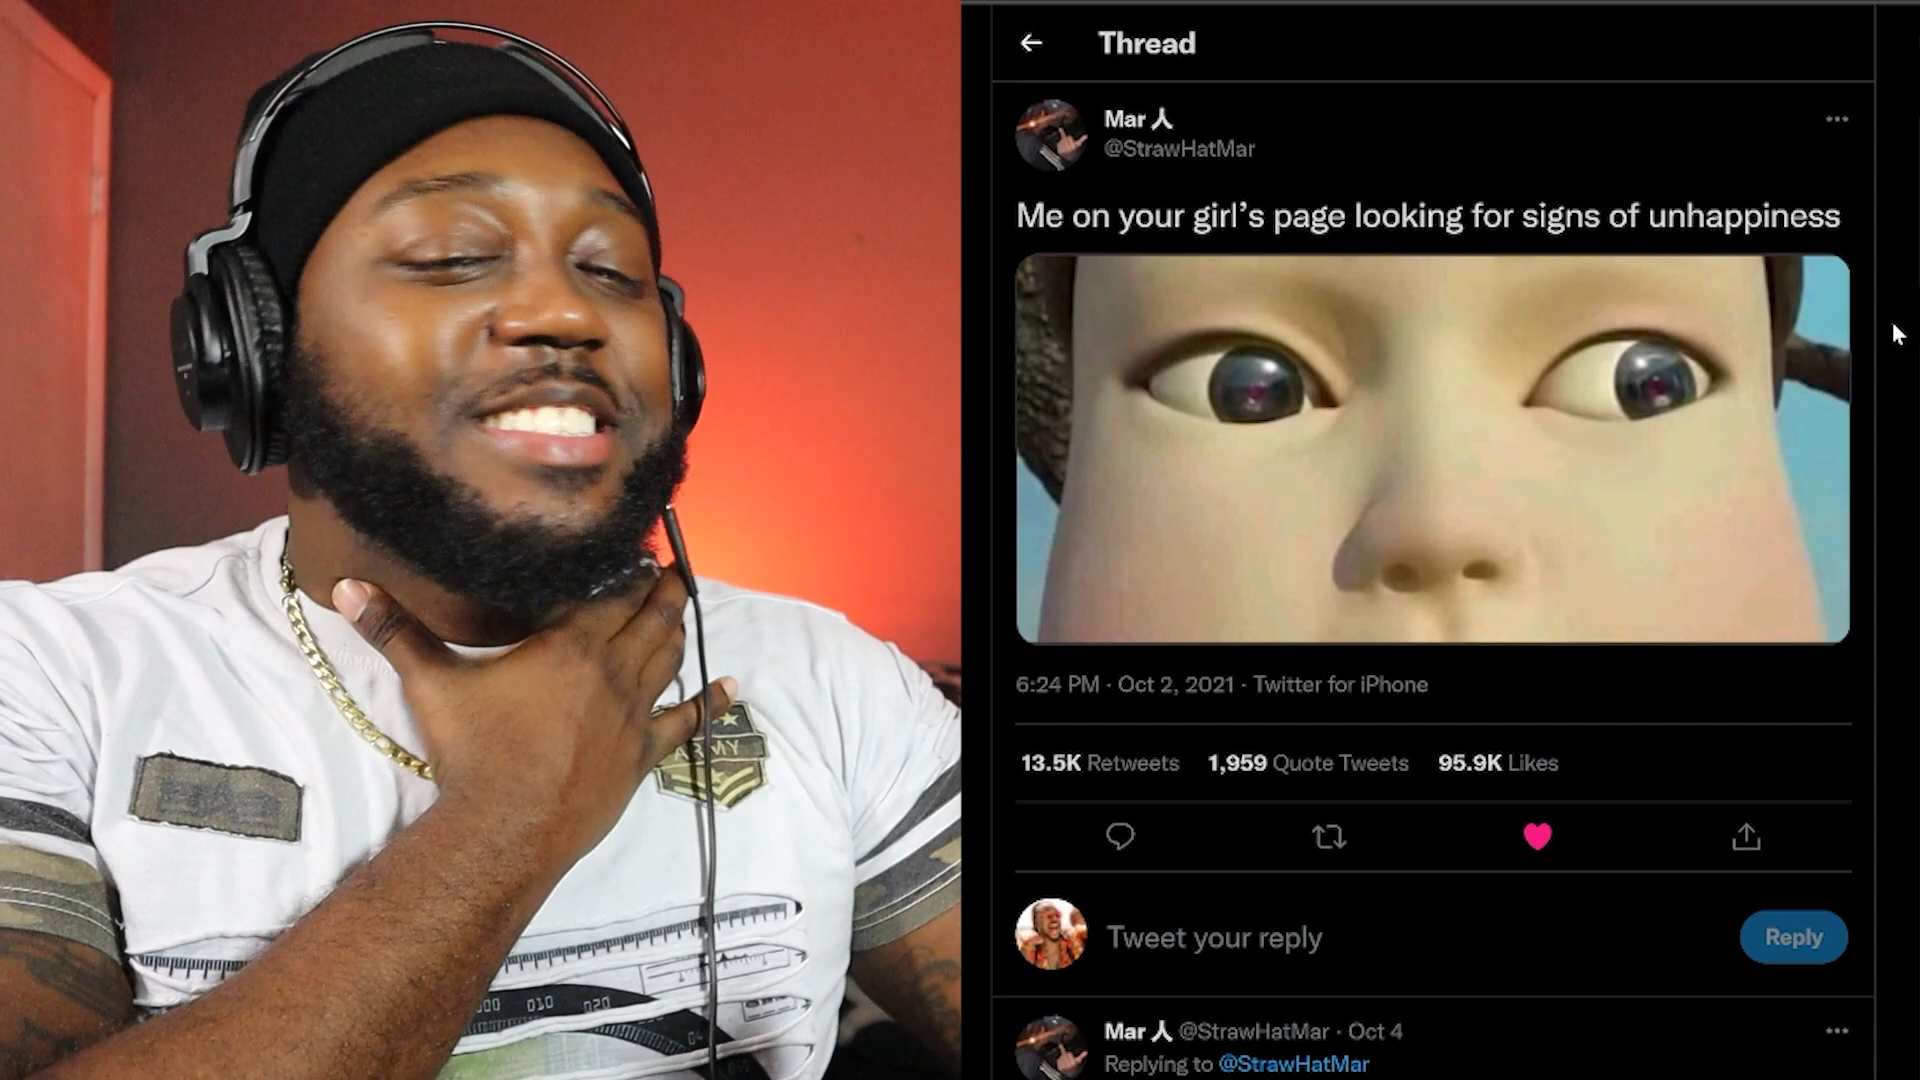 Thread
Mar 人
@StrawHatMar
Me on your girl’s page looking for signs of unhappiness
6:24 PM · Oct 2, 2021 · Twitter for iPhone
13.5K Retweets 1,959 Quote Tweets 95.9K Likes
Tweet your reply
Reply
Mar 人 @StrawHatMar · Oct 4
Replying to @StrawHatMar
ARMY
010 020